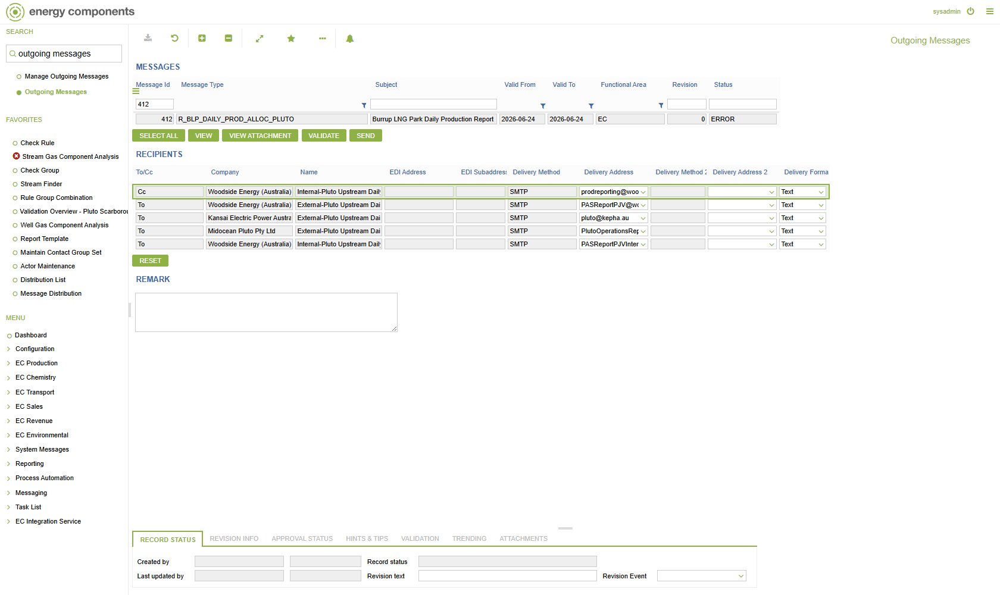 energy components
sysadmin
SEARCH
outgoing messages
Manage Outgoing Messages
Outgoing Messages
FAVORITES
Check Rule
Stream Gas Component Analysis
Check Group
Stream Finder
Rule Group Combination
Validation Overview - Pluto Scarborou
Well Gas Component Analysis
Report Template
Maintain Contact Group Set
Actor Maintenance
Distribution List
Message Distribution
MENU
Dashboard
Configuration
EC Production
EC Chemistry
EC Transport
EC Sales
EC Revenue
EC Environmental
System Messages
Reporting
Process Automation
Messaging
Task List
EC Integration Service
Outgoing Messages
MESSAGES
Message Id Message Type Subject Valid From Valid To Functional Area Revision Status
412
412 R_BLP_DAILY_PROD_ALLOC_PLUTO Burrup LNG Park Daily Production Report 2026-06-24 2026-06-24 EC 0 ERROR
SELECT ALL VIEW VIEW ATTACHMENT VALIDATE SEND
RECIPIENTS
To/Cc Company Name EDI Address EDI Subaddress Delivery Method Delivery Address Delivery Method 2 Delivery Address 2 Delivery Forma
Cc Woodside Energy (Australia) Internal-Pluto Upstream Daily SMTP prodreporting@woo Text
To Woodside Energy (Australia) External-Pluto Upstream Dai SMTP PASReportPJV@wo Text
To Kansai Electric Power Austra External-Pluto Upstream Dai SMTP pluto@kepha.au Text
To Midocean Pluto Pty Ltd External-Pluto Upstream Dai SMTP PlutoOperationsRep Text
To Woodside Energy (Australia) Internal-Pluto Upstream Daily SMTP PASReportPJVInter Text
RESET
REMARK
RECORD STATUS REVISION INFO APPROVAL STATUS HINTS & TIPS VALIDATION TRENDING ATTACHMENTS
Created by Record status
Last updated by Revision text Revision Event